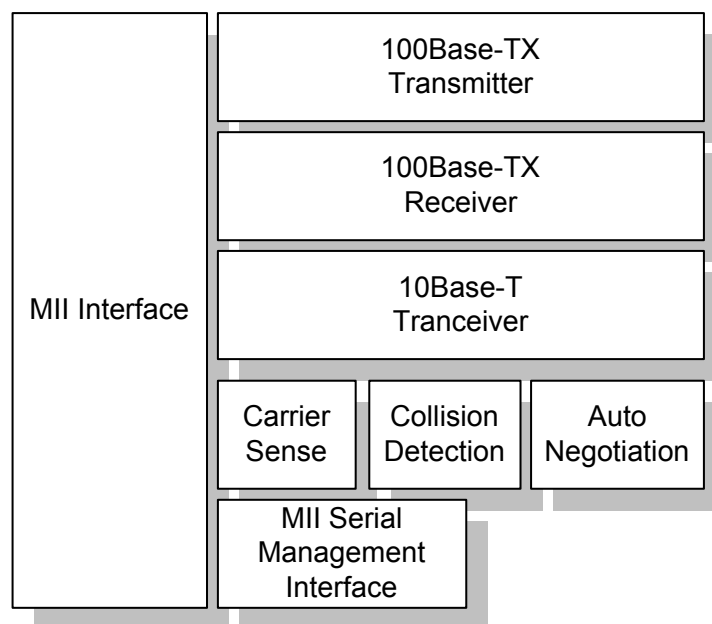 100Base-TX
Transmitter
100Base-TX
Receiver
MII Interface
10Base-T
Tranceiver
Carrier
Sense
Collision
Detection
Auto
Negotiation
MII Serial
Management
Interface